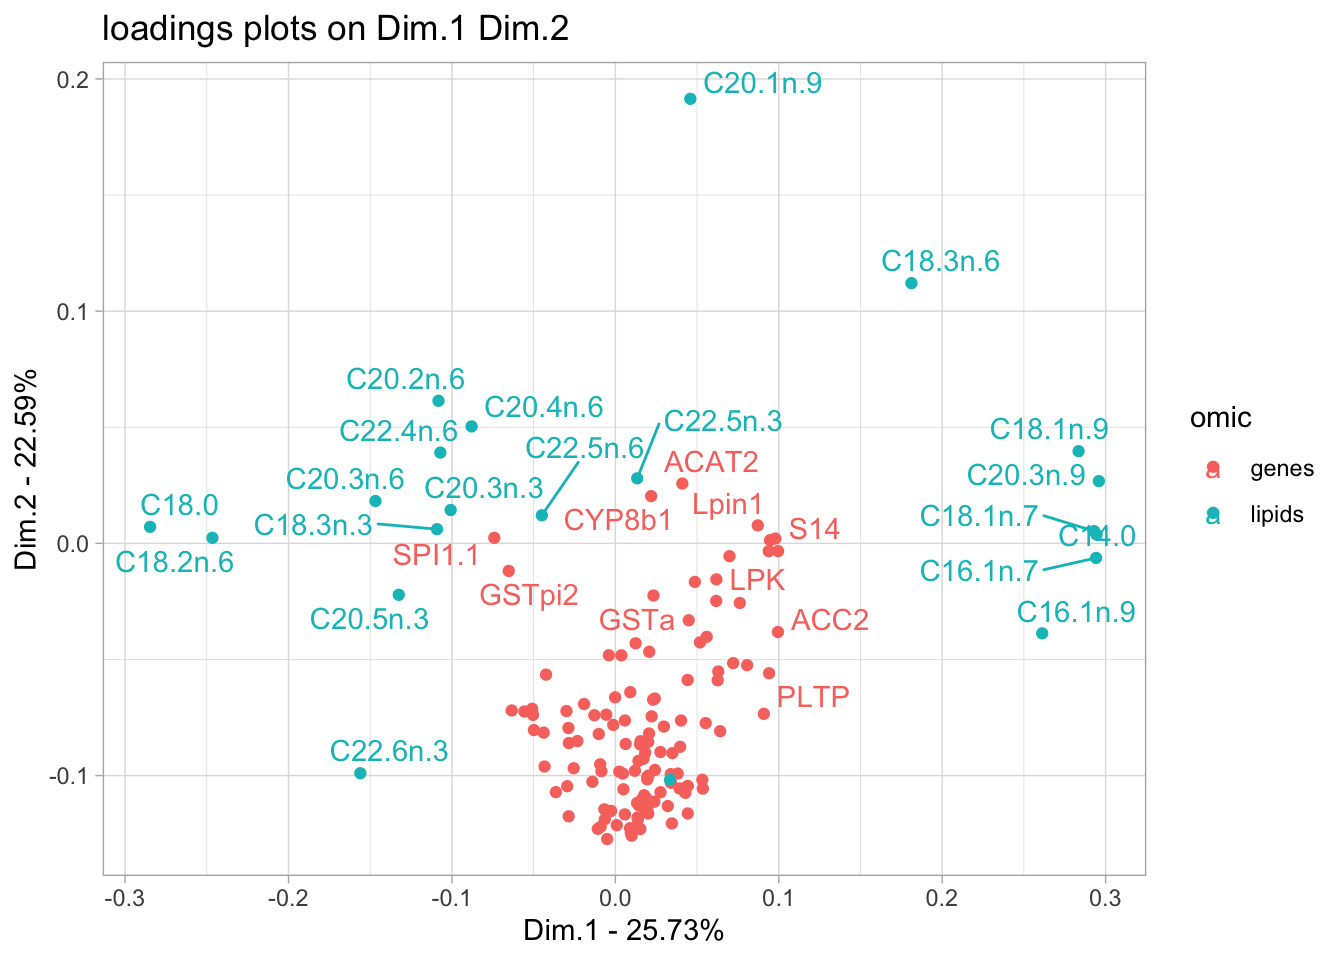 loadings plots on Dim.1 Dim.2
0.2
C20.1n.9
C18.3n.6
0.1
C20.2n.6
C20.4n.6
C22.5n.3
C22.4n.6
C22.5n.6
C18.1n.9
ACAT2
C20.3n.6
C20.3n.3
C20.3n.9
C18.0
Lpin1
C18.3n.3
CYP8b1
S14
C18.1n.7
C14.0
0.0
C18.2n.6
SPI1.1
LPK
C16.1n.7
GSTpi2
C20.5n.3
GSTa
ACC2
C16.1n.9
PLTP
C22.6n.3
-0.1
Dim.2 - 22.59%
-0.3
-0.2
-0.1
0.0
0.1
0.2
0.3
Dim.1 - 25.73%
omic
a genes
a lipids